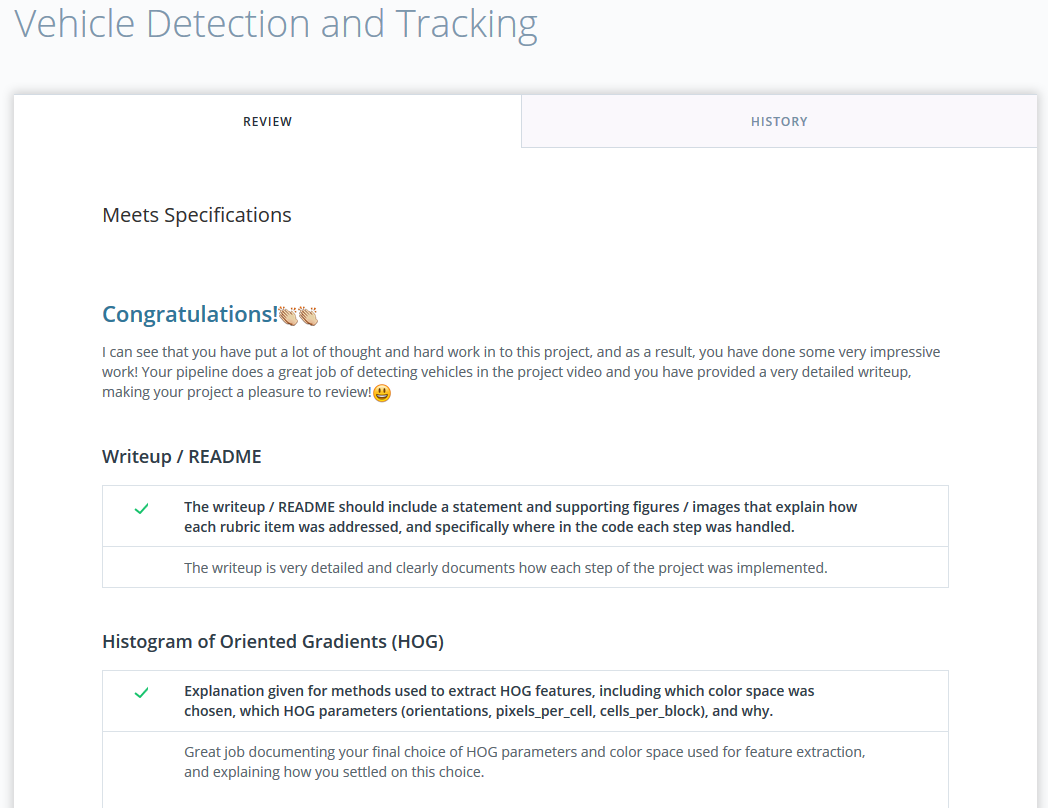 Vehicle Detection and Tracking
REVIEW
HISTORY
Meets Specifications
Congratulations!👏🏼👏🏼
I can see that you have put a lot of thought and hard work in to this project, and as a result, you have done some very impressive
work! Your pipeline does a great job of detecting vehicles in the project video and you have provided a very detailed writeup,
making your project a pleasure to review!😃
Writeup / README
The writeup / README should include a statement and supporting figures / images that explain how
each rubric item was addressed, and specifically where in the code each step was handled.
The writeup is very detailed and clearly documents how each step of the project was implemented.
Histogram of Oriented Gradients (HOG)
Explanation given for methods used to extract HOG features, including which color space was
chosen, which HOG parameters (orientations, pixels_per_cell, cells_per_block), and why.
Great job documenting your final choice of HOG parameters and color space used for feature extraction,
and explaining how you settled on this choice.